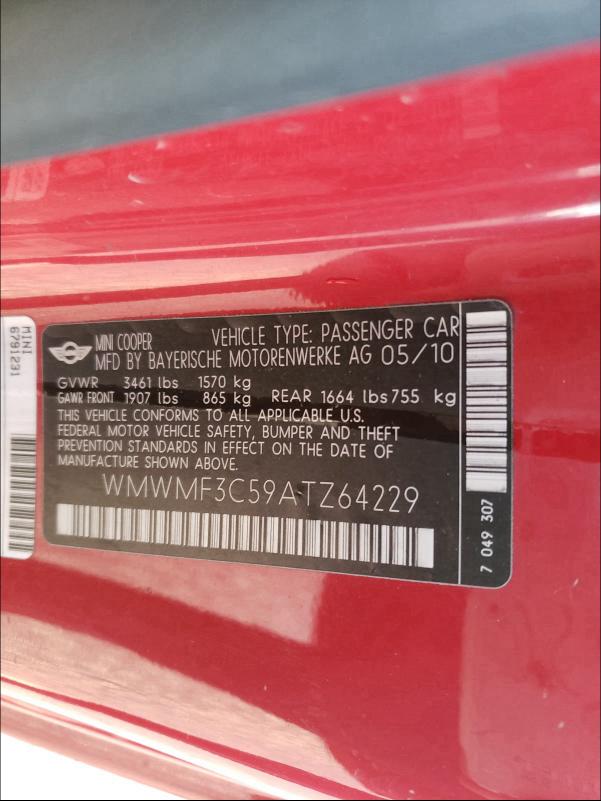 MINI COOPER VEHICLE TYPE: PASSENGER CAR
MFD BY BAYERISCHE MOTORENWERKE AG 05/10
GVWR 3461 lbs 1570 kg
GAWR FRONT 1907 lbs 865 kg REAR 1664 lbs 755 kg
THIS VEHICLE CONFORMS TO ALL APPLICABLE U.S.
FEDERAL MOTOR VEHICLE SAFETY, BUMPER AND THEFT
PREVENTION STANDARDS IN EFFECT ON THE DATE OF
MANUFACTURE SHOWN ABOVE.
WMWMF3C59ATZ64229
7 049 307
MINI
6791231